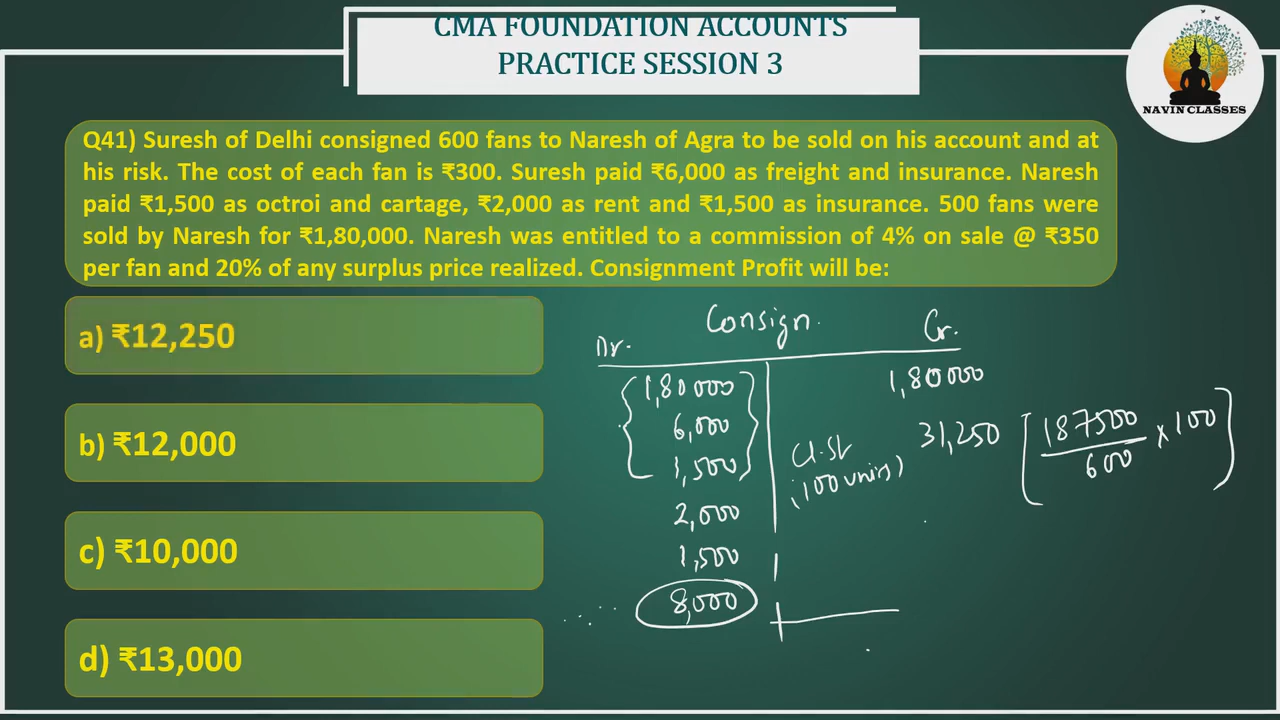 CMA FOUNDATION ACCOUNTS
PRACTICE SESSION 3
NAVIN CLASSES
Q41) Suresh of Delhi consigned 600 fans to Naresh of Agra to be sold on his account and at
his risk. The cost of each fan is ₹300. Suresh paid ₹6,000 as freight and insurance. Naresh
paid ₹1,500 as octroi and cartage, ₹2,000 as rent and ₹1,500 as insurance. 500 fans were
sold by Naresh for ₹1,80,000. Naresh was entitled to a commission of 4% on sale @ ₹350
per fan and 20% of any surplus price realized. Consignment Profit will be:
a) ₹12,250
b) ₹12,000
c) ₹10,000
d) ₹13,000
Consign.
Dr. Cr.
1,80000 1,80000
6,000
1,500
Cl. St 31,250 [187500/600 x 100]
(100 units)
2,000
1,500
8,000